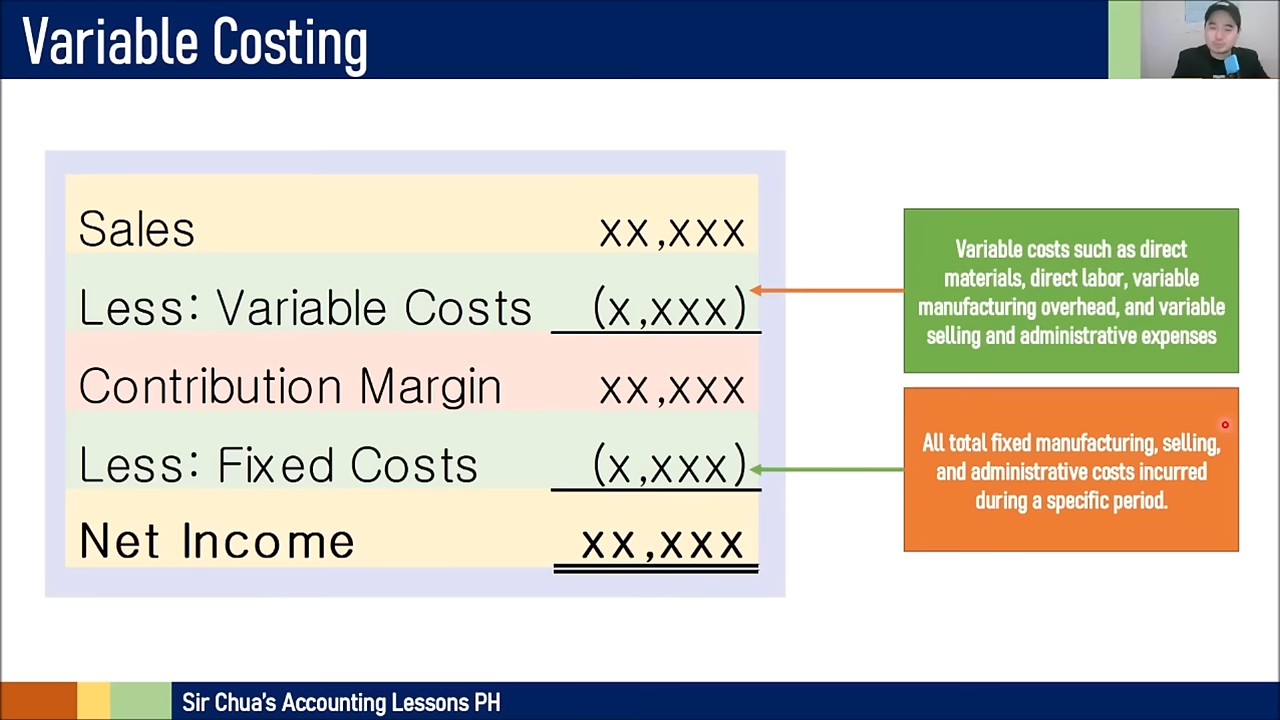 Variable Costing
Sales xx,xxx
Less: Variable Costs (x,xxx)
Contribution Margin xx,xxx
Less: Fixed Costs (x,xxx)
Net Income xx,xxx
Variable costs such as direct
materials, direct labor, variable
manufacturing overhead, and variable
selling and administrative expenses
All total fixed manufacturing, selling,
and administrative costs incurred
during a specific period.
Sir Chua's Accounting Lessons PH